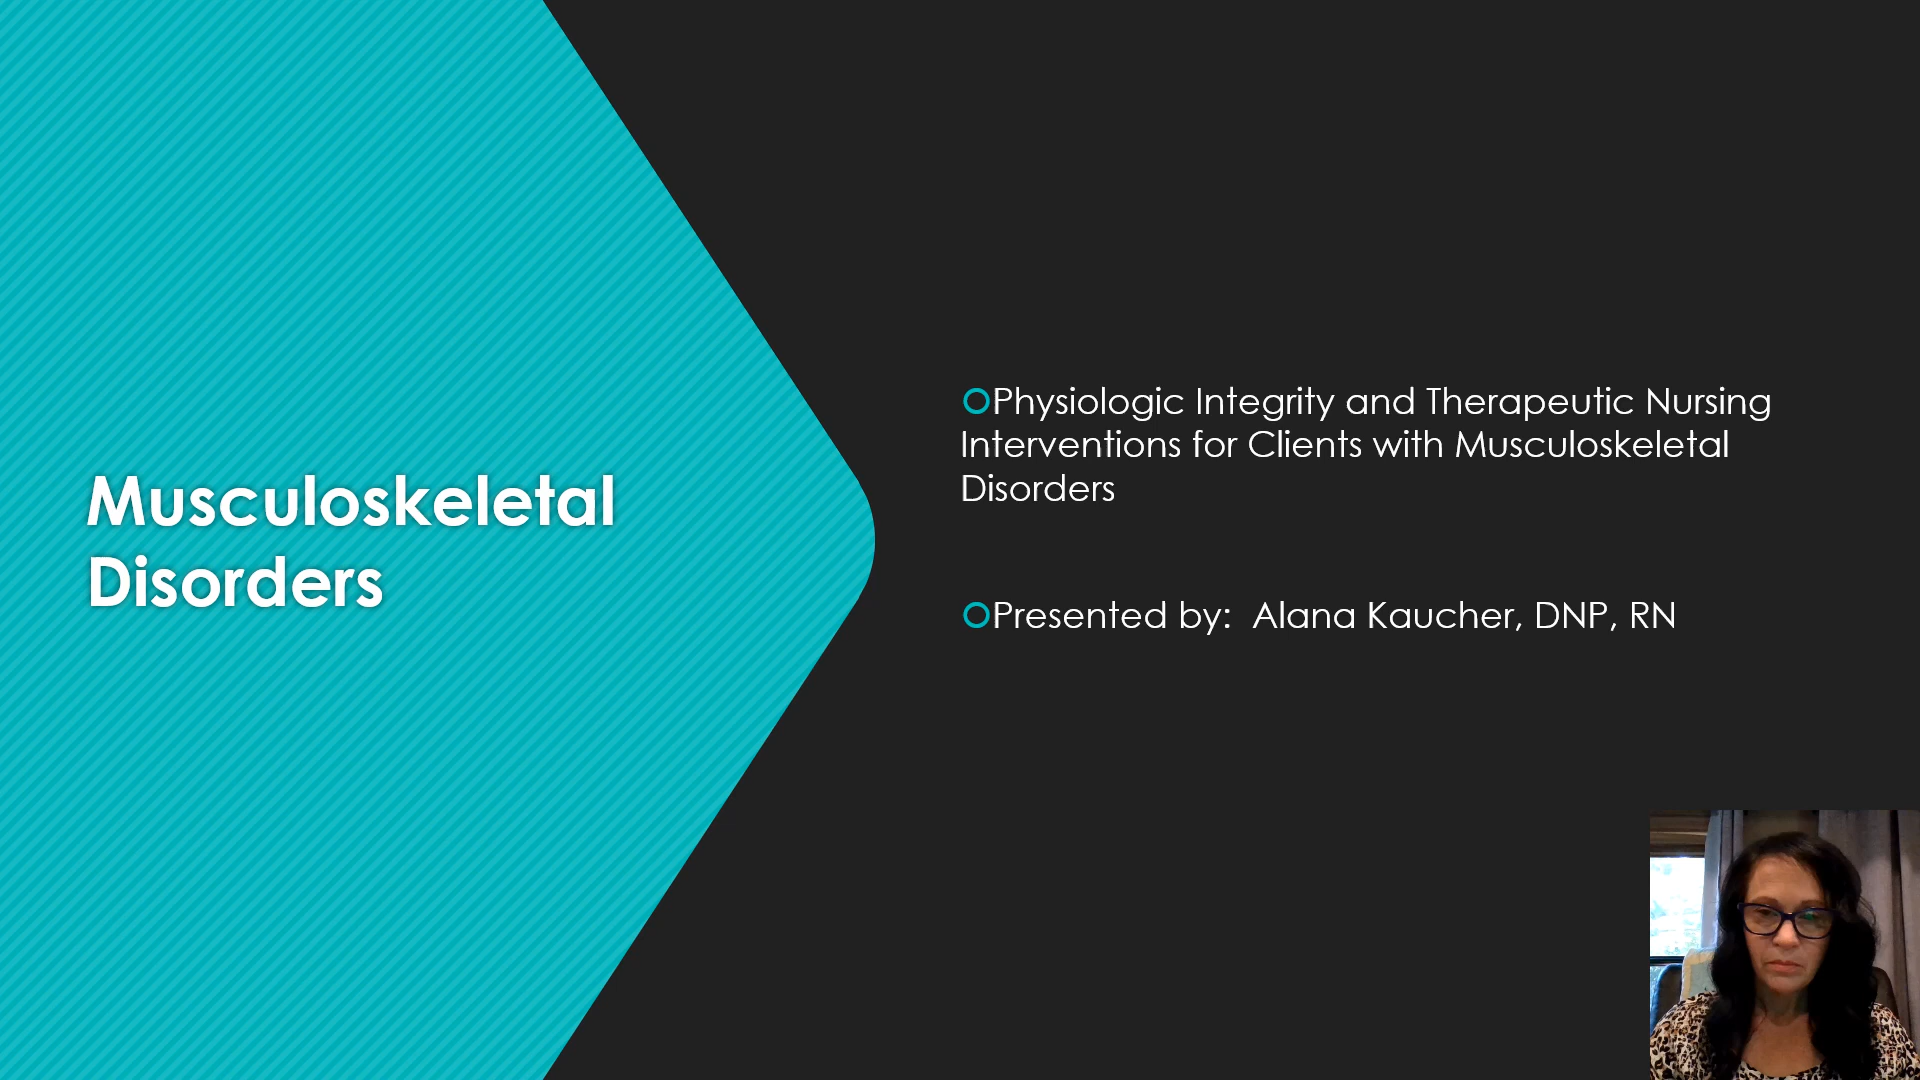 Musculoskeletal
Disorders
Physiologic Integrity and Therapeutic Nursing
Interventions for Clients with Musculoskeletal
Disorders
Presented by:  Alana Kaucher, DNP, RN